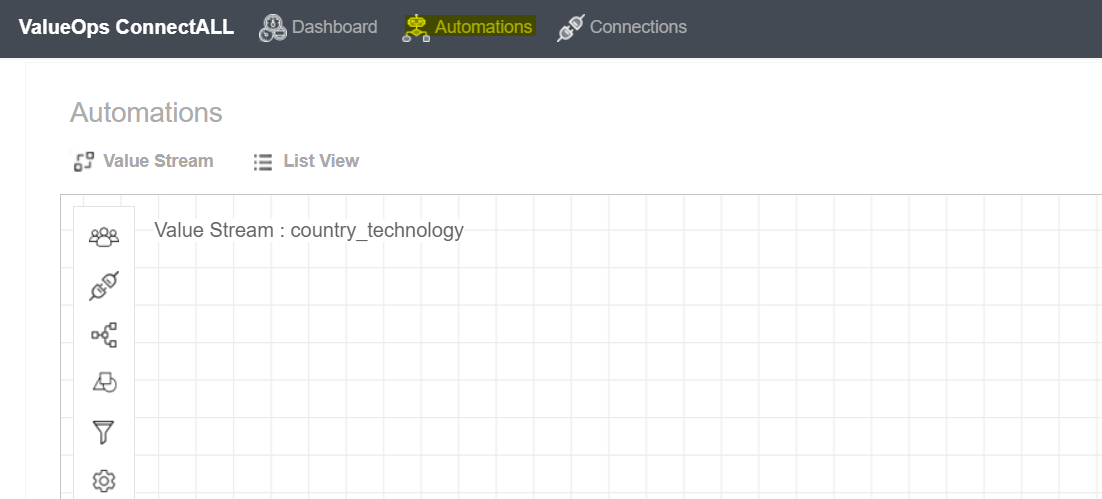 ValueOps ConnectALL Dashboard Automations Connections
Automations
Value Stream List View
Value Stream : country_technology